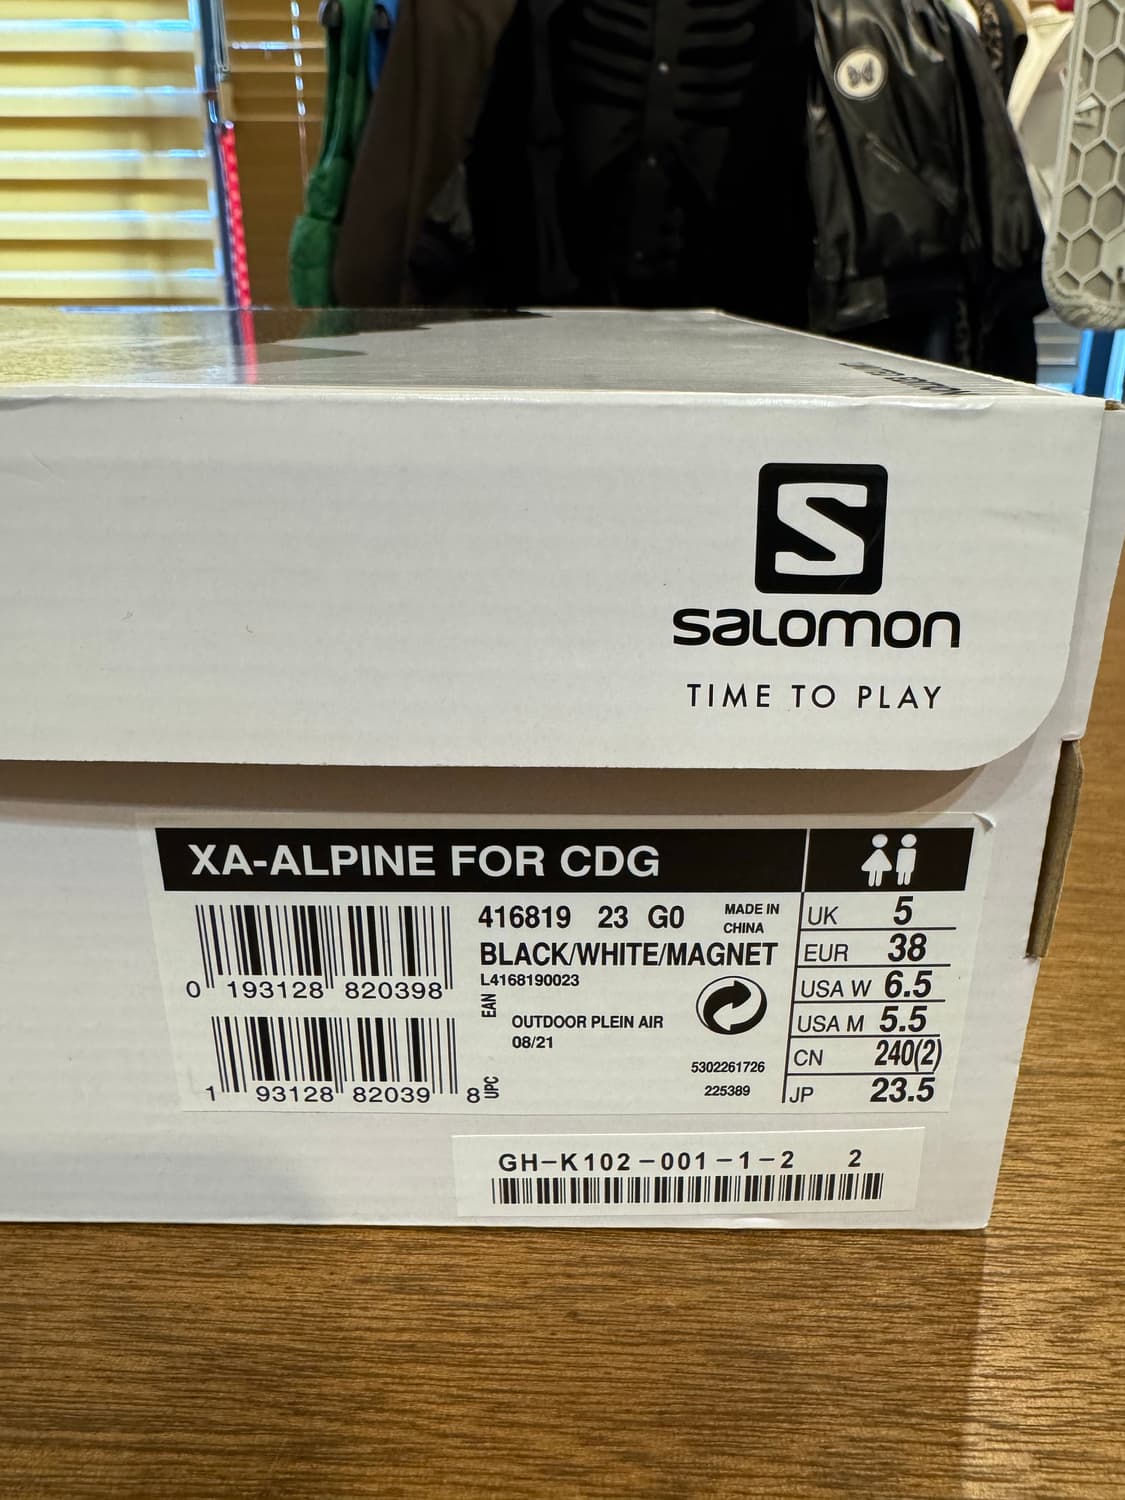 LIMITED EDITION
S
SALOMON
TIME TO PLAY
XA-ALPINE FOR CDG
416819 23 G0
MADE IN
CHINA
BLACK/WHITE/MAGNET
L4168190023
0 193128 820398
EAN
OUTDOOR PLEIN AIR
08/21
1 93128 82039 8
UPC
5302261726
225389
UK 5
EUR 38
USA W 6.5
USA M 5.5
CN 240(2)
JP 23.5
GH-K102-001-1-2 2